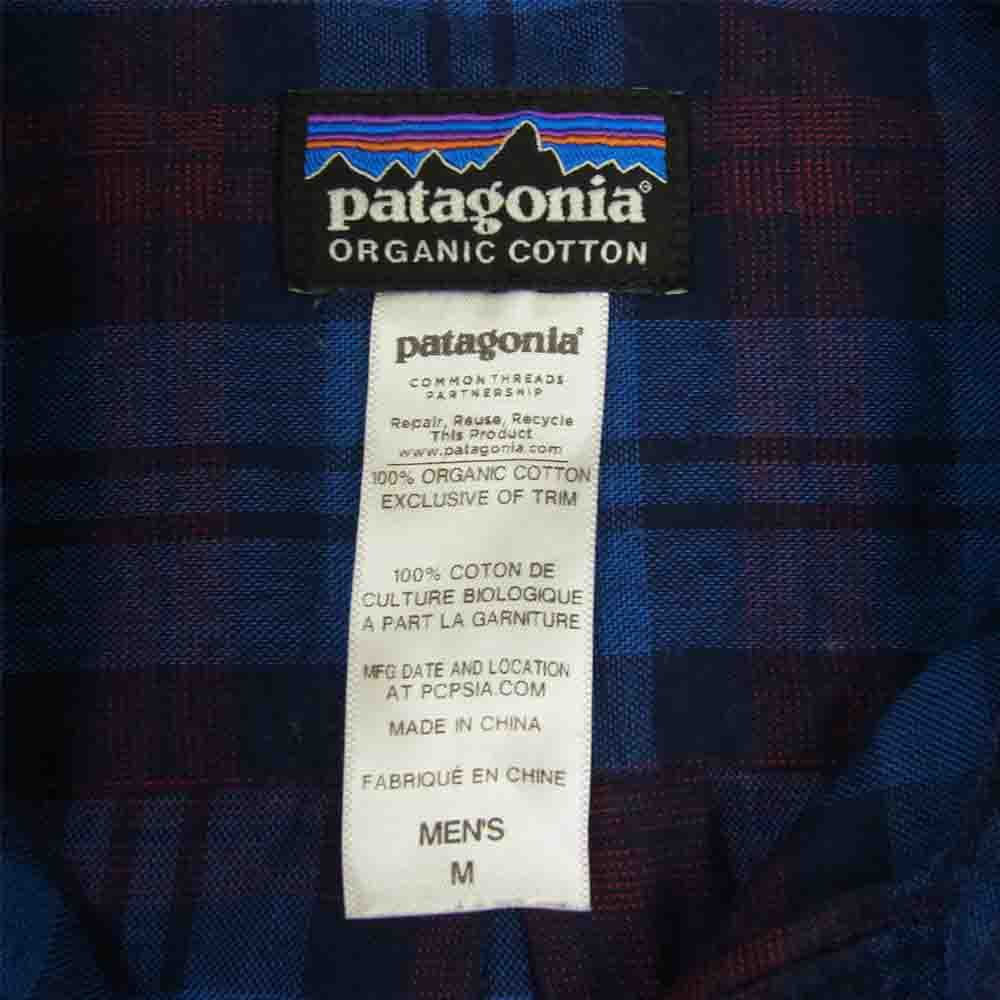 patagonia®
ORGANIC COTTON
patagonia®
COMMON THREADS
PARTNERSHIP
Repair, Reuse, Recycle
This Product
www.patagonia.com
100% ORGANIC COTTON
EXCLUSIVE OF TRIM
100% COTON DE
CULTURE BIOLOGIQUE
A PART LA GARNITURE
MFG DATE AND LOCATION
AT PCPSIA.COM
MADE IN CHINA
FABRIQUÉ EN CHINE
MEN'S
M